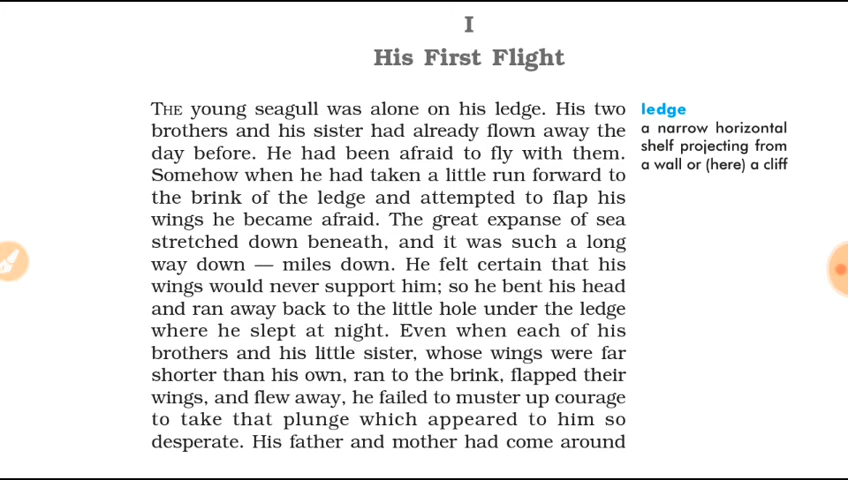 I
His First Flight
THE young seagull was alone on his ledge. His two
brothers and his sister had already flown away the
day before. He had been afraid to fly with them.
Somehow when he had taken a little run forward to
the brink of the ledge and attempted to flap his
wings he became afraid. The great expanse of sea
stretched down beneath, and it was such a long
way down — miles down. He felt certain that his
wings would never support him; so he bent his head
and ran away back to the little hole under the ledge
where he slept at night. Even when each of his
brothers and his little sister, whose wings were far
shorter than his own, ran to the brink, flapped their
wings, and flew away, he failed to muster up courage
to take that plunge which appeared to him so
desperate. His father and mother had come around
ledge
a narrow horizontal
shelf projecting from
a wall or (here) a cliff